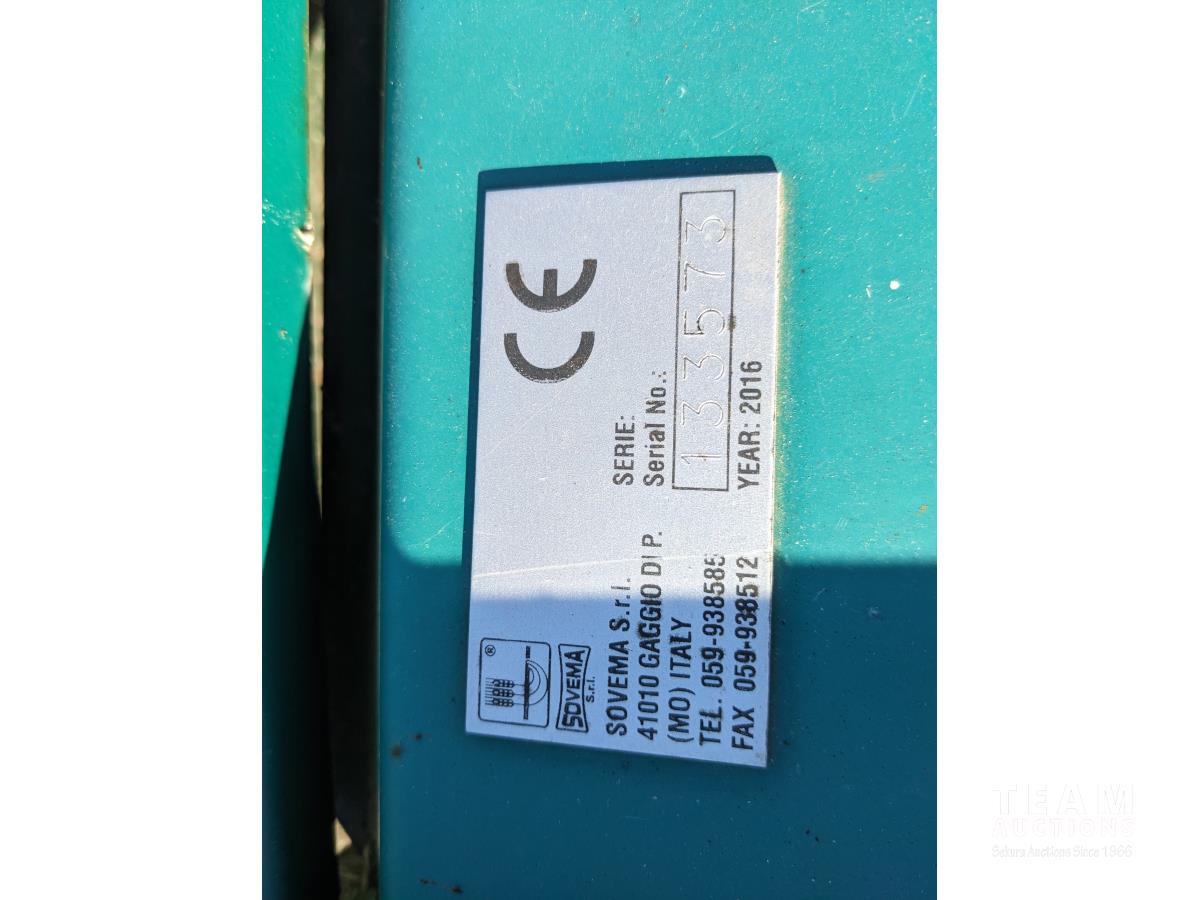 ®
SOVEMA
s.r.l.
CE
SOVEMA S.r.l.
41010 GAGGIO DI P.
(MO) ITALY
TEL. 059-938585
FAX 059-938512
SERIE:
Serial No.:
133573
YEAR: 2016
TEAM
AUCTIONS
Sekura Auctions Since 1966